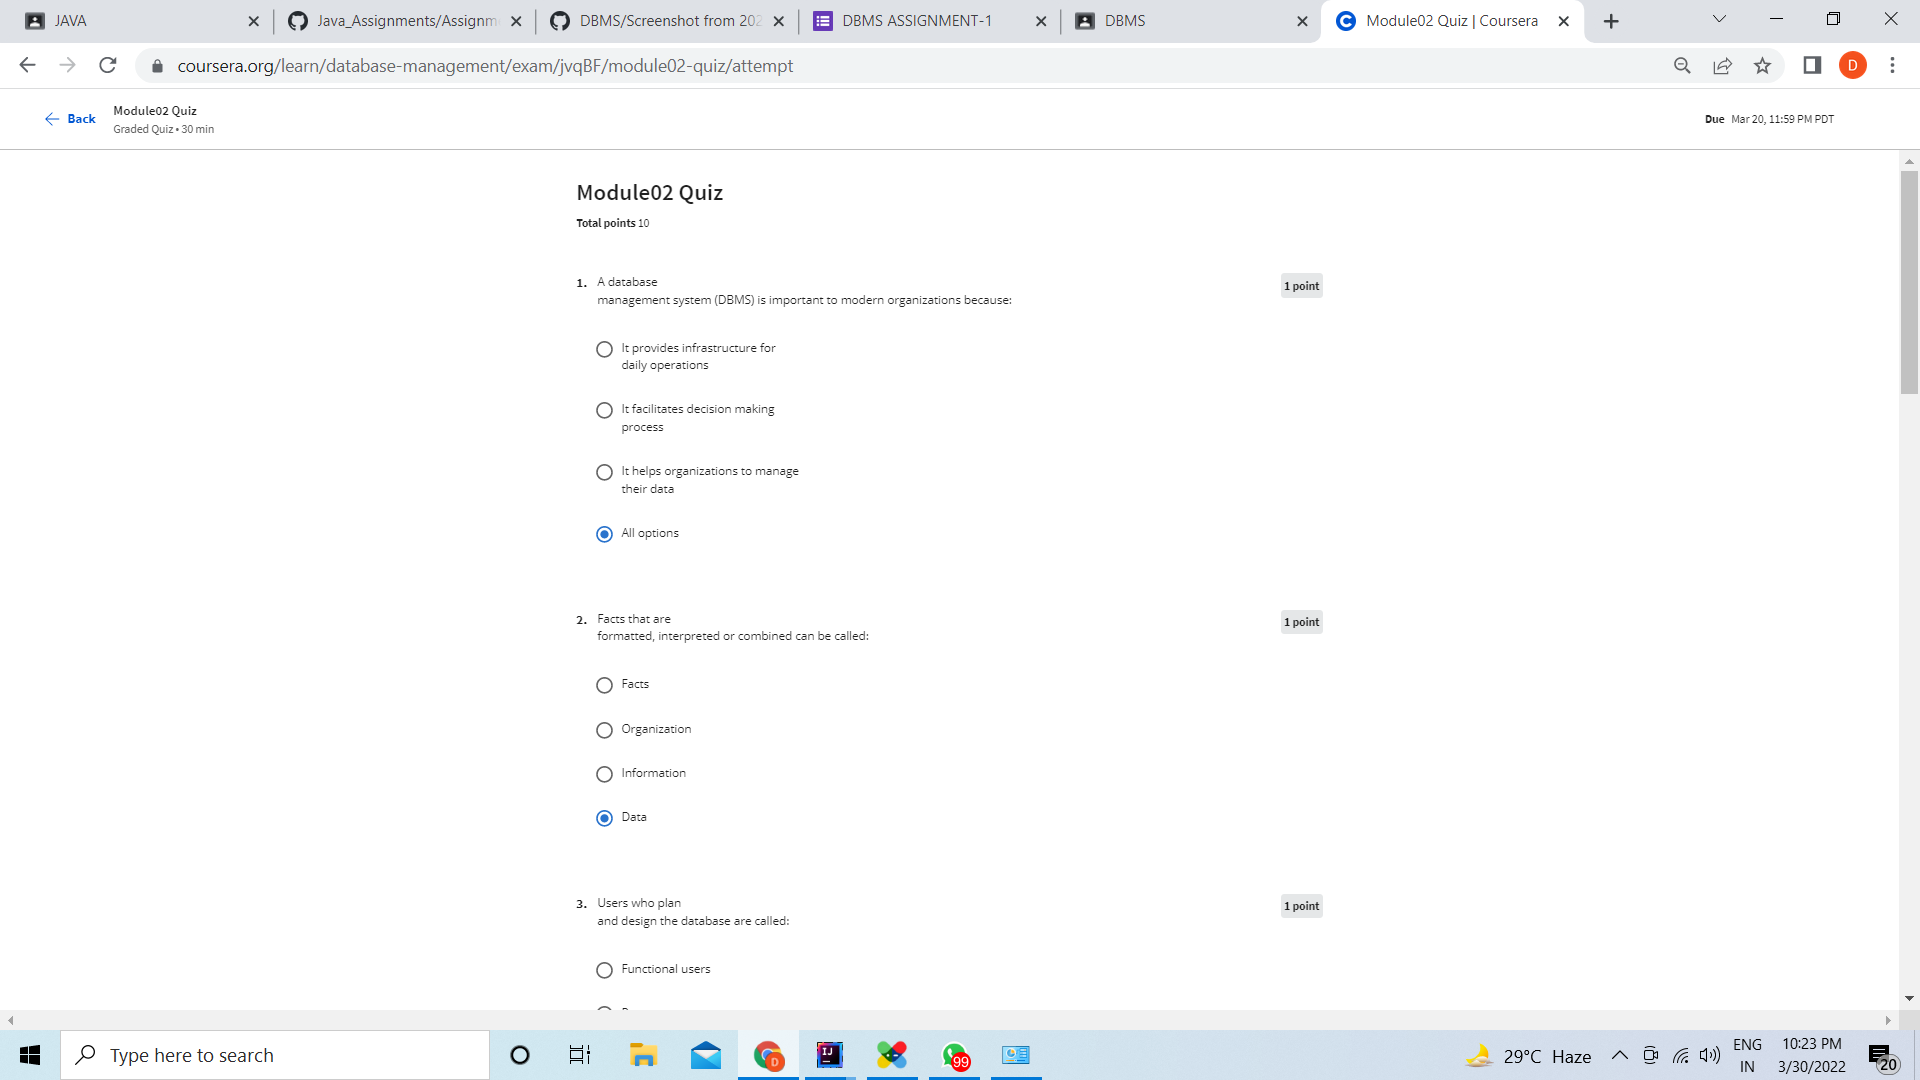 JAVA
Java_Assignments/Assignm
DBMS/Screenshot from 202
DBMS ASSIGNMENT-1
DBMS
Module02 Quiz | Coursera
coursera.org/learn/database-management/exam/jvqBF/module02-quiz/attempt
D
Back
Module02 Quiz
Graded Quiz • 30 min
Due Mar 20, 11:59 PM PDT
Module02 Quiz
Total points 10
1. A database
management system (DBMS) is important to modern organizations because:
1 point
It provides infrastructure for
daily operations
It facilitates decision making
process
It helps organizations to manage
their data
All options
2. Facts that are
formatted, interpreted or combined can be called:
1 point
Facts
Organization
Information
Data
3. Users who plan
and design the database are called:
1 point
Functional users
Type here to search
D
IJ
99
29°C Haze
ENG
IN
10:23 PM
3/30/2022
20